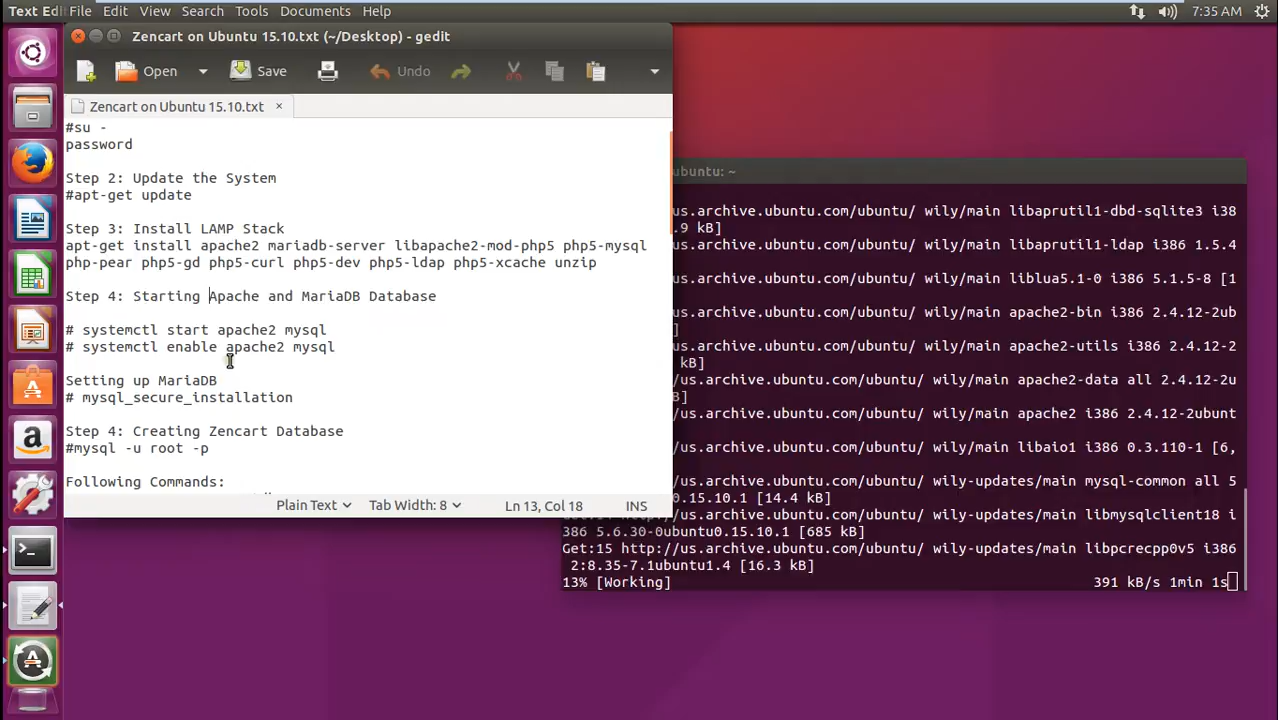 Text Edi File Edit View Search Tools Documents Help
7:35 AM
Zencart on Ubuntu 15.10.txt (~/Desktop) - gedit
Open Save Undo
Zencart on Ubuntu 15.10.txt ×
#su -
password
Step 2: Update the System
#apt-get update
Step 3: Install LAMP Stack
apt-get install apache2 mariadb-server libapache2-mod-php5 php5-mysql
php-pear php5-gd php5-curl php5-dev php5-ldap php5-xcache unzip
Step 4: Starting Apache and MariaDB Database
# systemctl start apache2 mysql
# systemctl enable apache2 mysql
Setting up MariaDB
# mysql_secure_installation
Step 4: Creating Zencart Database
#mysql -u root -p
Following Commands:
Plain Text Tab Width: 8 Ln 13, Col 18 INS
ubuntu: ~
us.archive.ubuntu.com/ubuntu/ wily/main libaprutil1-dbd-sqlite3 i38
.9 kB]
us.archive.ubuntu.com/ubuntu/ wily/main libaprutil1-ldap i386 1.5.4
us.archive.ubuntu.com/ubuntu/ wily/main liblua5.1-0 i386 5.1.5-8 [1
us.archive.ubuntu.com/ubuntu/ wily/main apache2-bin i386 2.4.12-2ub
]
us.archive.ubuntu.com/ubuntu/ wily/main apache2-utils i386 2.4.12-2
kB]
us.archive.ubuntu.com/ubuntu/ wily/main apache2-data all 2.4.12-2u
B]
us.archive.ubuntu.com/ubuntu/ wily/main apache2 i386 2.4.12-2ubunt
us.archive.ubuntu.com/ubuntu/ wily/main libaio1 i386 0.3.110-1 [6,
us.archive.ubuntu.com/ubuntu/ wily-updates/main mysql-common all 5
0.15.10.1 [14.4 kB]
us.archive.ubuntu.com/ubuntu/ wily-updates/main libmysqlclient18 i
386 5.6.30-0ubuntu0.15.10.1 [685 kB]
Get:15 http://us.archive.ubuntu.com/ubuntu/ wily-updates/main libpcrecpp0v5 i386
2:8.35-7.1ubuntu1.4 [16.3 kB]
13% [Working] 391 kB/s 1min 1s